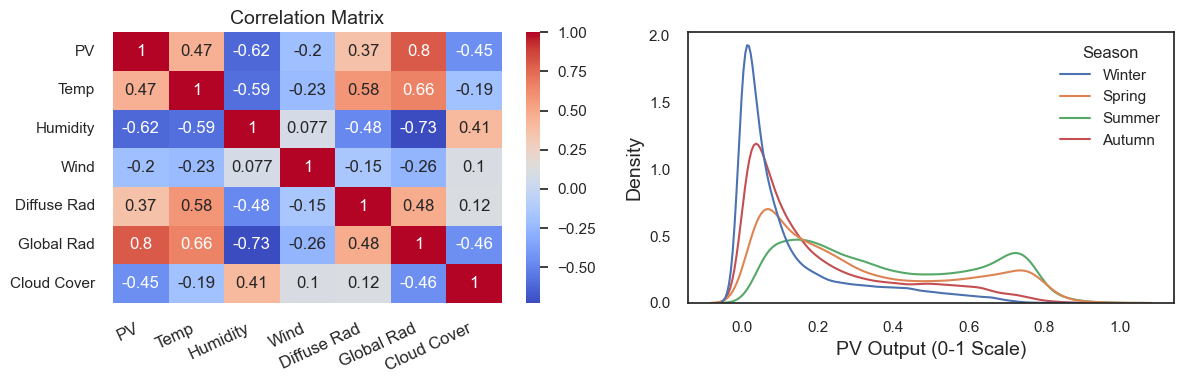 Correlation Matrix
PV 1 0.47 -0.62 -0.2 0.37 0.8 -0.45
Temp 0.47 1 -0.59 -0.23 0.58 0.66 -0.19
Humidity -0.62 -0.59 1 0.077 -0.48 -0.73 0.41
Wind -0.2 -0.23 0.077 1 -0.15 -0.26 0.1
Diffuse Rad 0.37 0.58 -0.48 -0.15 1 0.48 0.12
Global Rad 0.8 0.66 -0.73 -0.26 0.48 1 -0.46
Cloud Cover -0.45 -0.19 0.41 0.1 0.12 -0.46 1
PV Temp Humidity Wind Diffuse Rad Global Rad Cloud Cover
1.00
0.75
0.50
0.25
0.00
−0.25
−0.50
Density
2.0
1.5
1.0
0.5
0.0
Season
Winter
Spring
Summer
Autumn
0.0 0.2 0.4 0.6 0.8 1.0
PV Output (0-1 Scale)